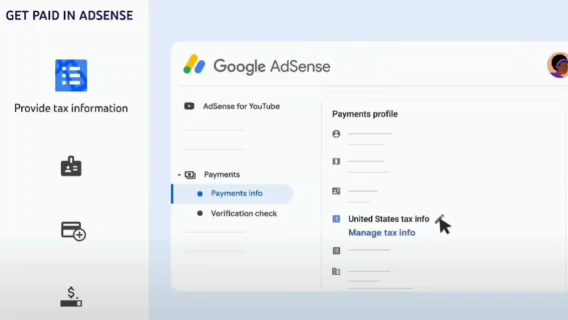 GET PAID IN ADSENSE
Provide tax information
Google AdSense
AdSense for YouTube
Payments
Payments info
Verification check
Payments profile
United States tax info
Manage tax info
$